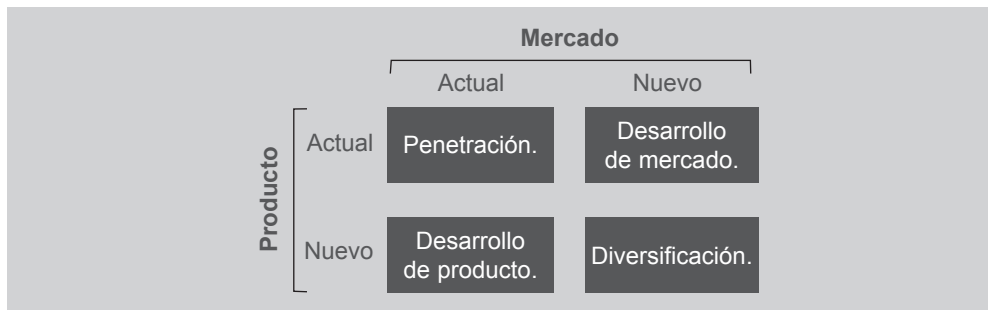 Mercado
Actual Nuevo
Producto
Actual
Penetración.
Desarrollo
de mercado.
Nuevo
Desarrollo
de producto.
Diversificación.